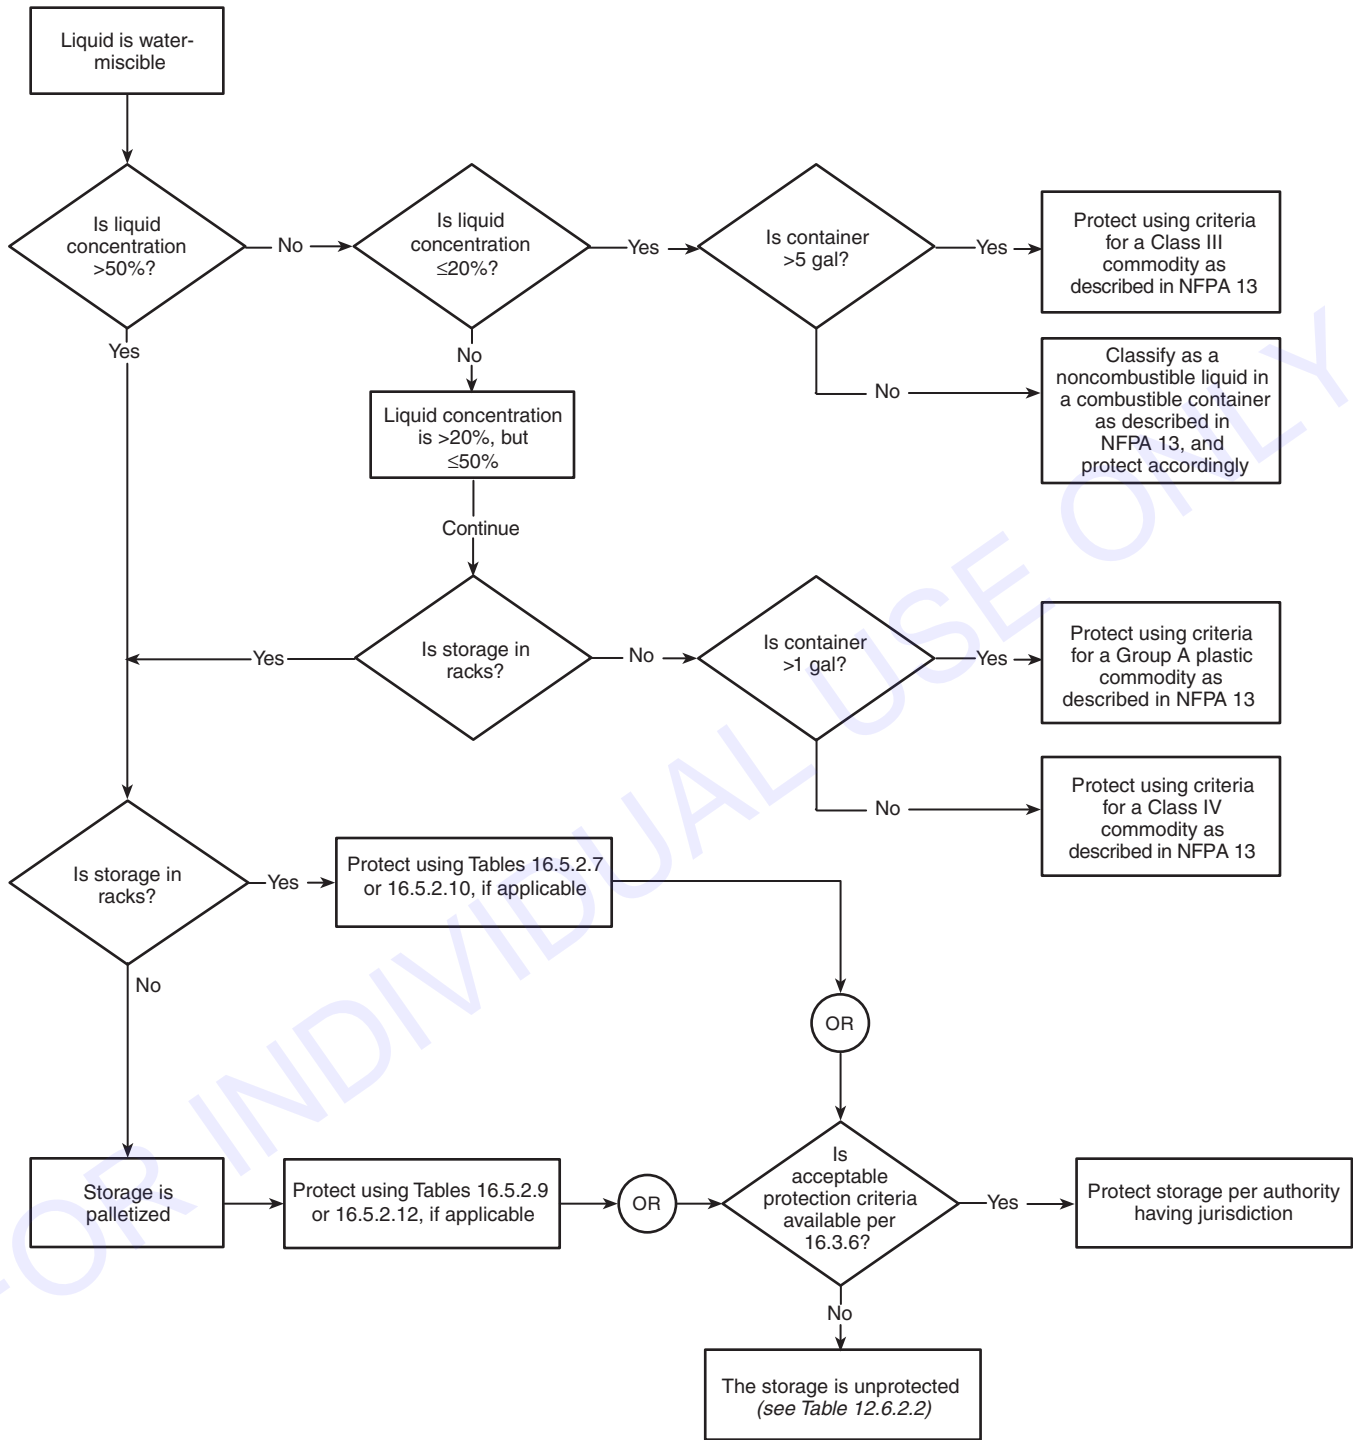 Liquid is water-
miscible
Is liquid
concentration
>50%?
No
Is liquid
concentration
≤20%?
Yes
Is container
>5 gal?
Yes
Protect using criteria
for a Class III
commodity as
described in NFPA 13
Yes
No
No
Classify as a
noncombustible liquid in
a combustible container
as described in
NFPA 13, and
protect accordingly
Liquid concentration
is >20%, but
≤50%
Continue
Is storage in
racks?
Yes
No
Is container
>1 gal?
Yes
Protect using criteria
for a Group A plastic
commodity as
described in NFPA 13
No
Protect using criteria
for a Class IV
commodity as
described in NFPA 13
Is storage in
racks?
Yes
Protect using Tables 16.5.2.7
or 16.5.2.10, if applicable
No
OR
Storage is
palletized
Protect using Tables 16.5.2.9
or 16.5.2.12, if applicable
OR
Is
acceptable
protection criteria
available per
16.3.6?
Yes
Protect storage per authority
having jurisdiction
No
The storage is unprotected
(see Table 12.6.2.2)
FOR INDIVIDUAL USE ONLY